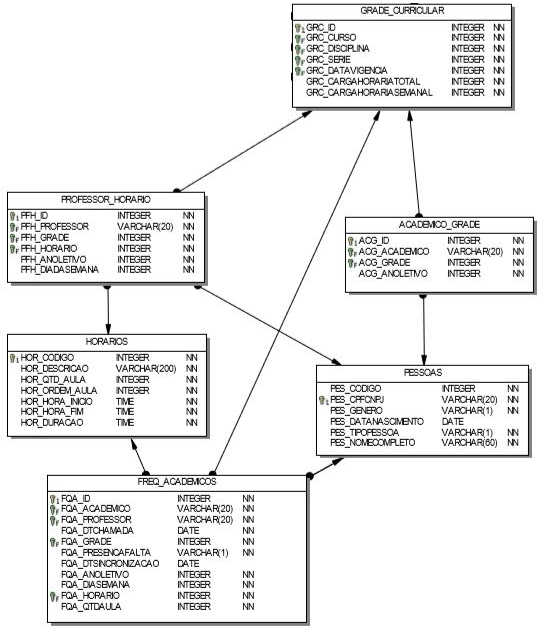 GRADE_CURRICULAR
GRC_ID INTEGER NN
GRC_CURSO INTEGER NN
GRC_DISCIPLINA INTEGER NN
GRC_SERIE INTEGER NN
GRC_DATAVIGENCIA INTEGER NN
GRC_CARGAHORARIATOTAL INTEGER NN
GRC_CARGAHORARIASEMANAL INTEGER NN
PROFESSOR_HORARIO
PFH_ID INTEGER NN
PFH_PROFESSOR VARCHAR(20) NN
PFH_GRADE INTEGER NN
PFH_HORARIO INTEGER NN
PFH_ANOLETIVO INTEGER NN
PFH_DIADASEMANA INTEGER NN
ACADEMICO_GRADE
ACG_ID INTEGER NN
ACG_ACADEMICO VARCHAR(20) NN
ACG_GRADE INTEGER NN
ACG_ANOLETIVO INTEGER NN
HORARIOS
HOR_CODIGO INTEGER NN
HOR_DESCRICAO VARCHAR(200) NN
HOR_QTD_AULA INTEGER NN
HOR_ORDEM_AULA INTEGER NN
HOR_HORA_INICIO TIME NN
HOR_HORA_FIM TIME NN
HOR_DURACAO TIME NN
PESSOAS
PES_CODIGO INTEGER NN
PES_CPFCNPJ VARCHAR(20) NN
PES_GENERO VARCHAR(1) NN
PES_DATANASCIMENTO DATE
PES_TIPOPESSOA VARCHAR(1) NN
PES_NOMECOMPLETO VARCHAR(60) NN
FREQ_ACADEMICOS
FQA_ID INTEGER NN
FQA_ACADEMICO VARCHAR(20) NN
FQA_PROFESSOR VARCHAR(20) NN
FQA_DTCHAMADA DATE NN
FQA_GRADE INTEGER NN
FQA_PRESENCAFALTA VARCHAR(1) NN
FQA_DTSINCRONIZACAO DATE
FQA_ANOLETIVO INTEGER NN
FQA_DIASEMANA INTEGER NN
FQA_HORARIO INTEGER NN
FQA_QTDAULA INTEGER NN